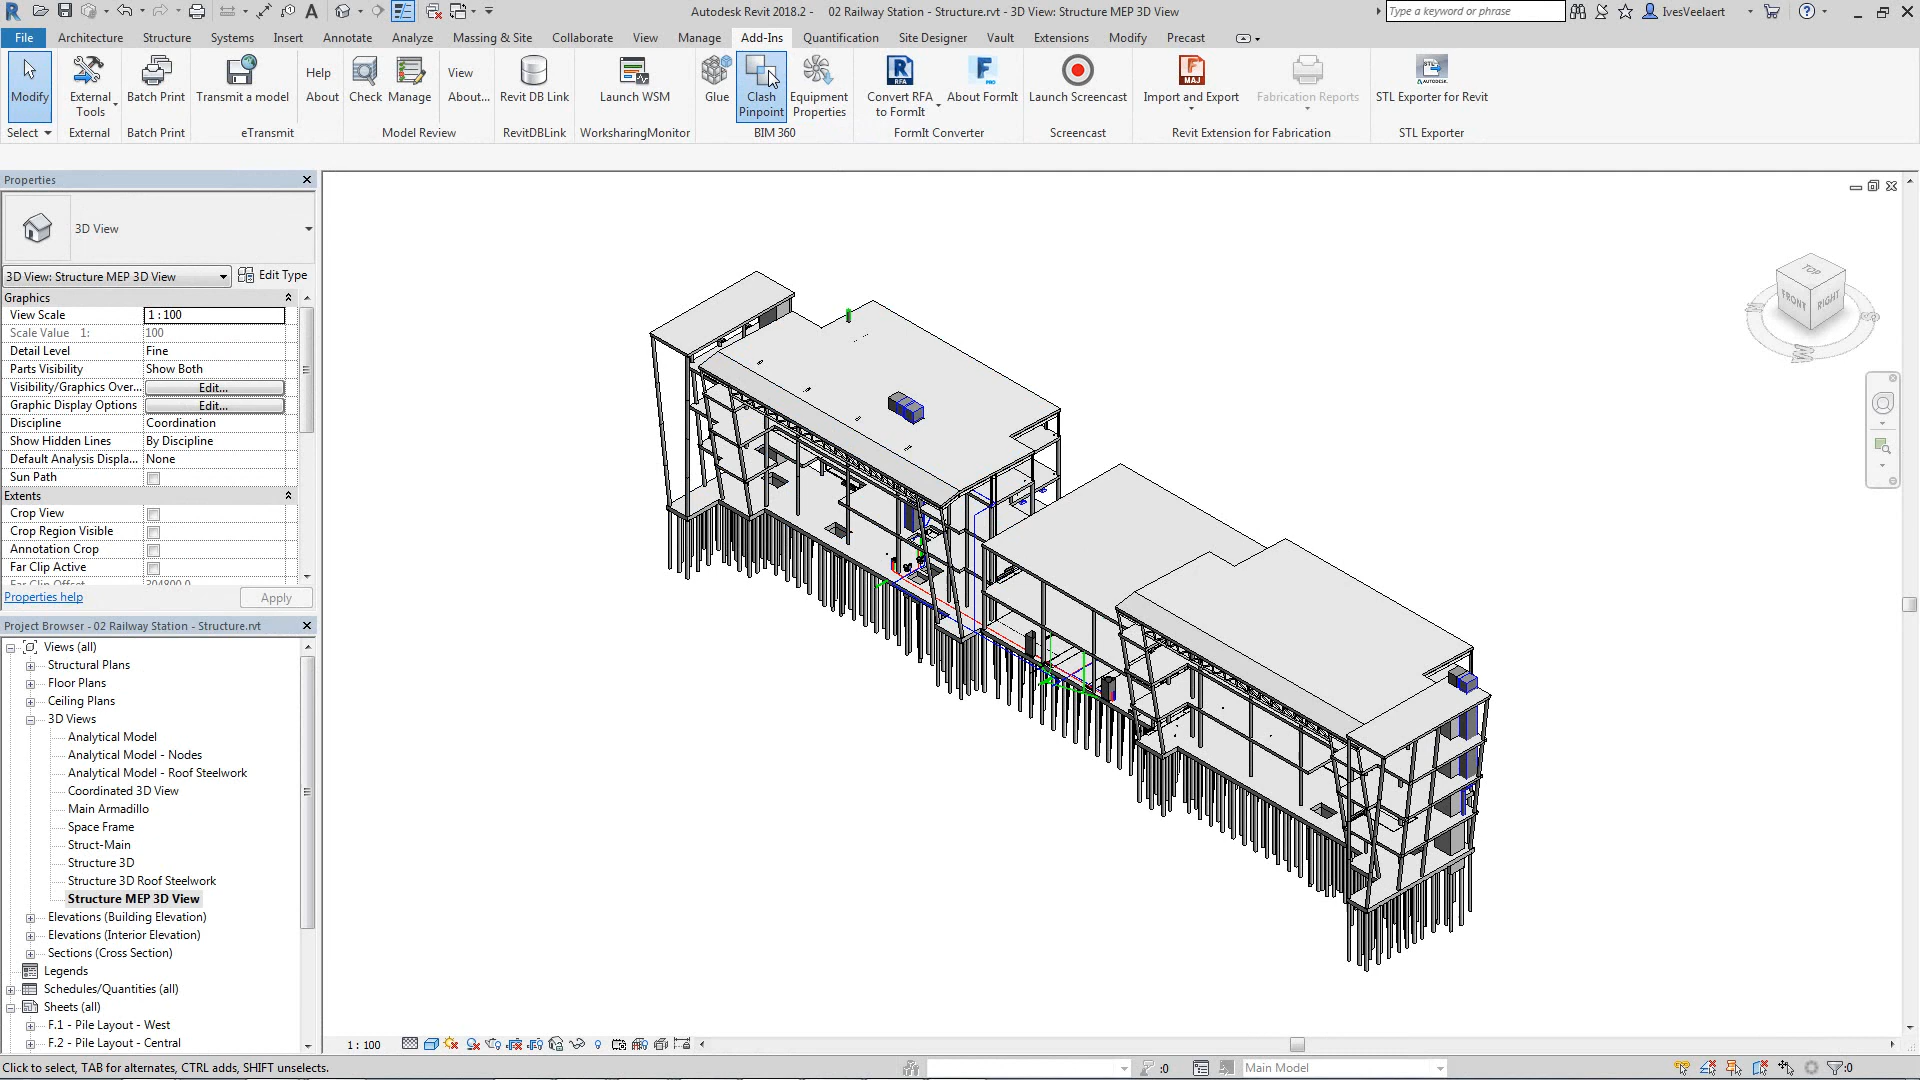 Autodesk Revit 2018.2 - 02 Railway Station - Structure.rvt - 3D View: Structure MEP 3D View
Type a keyword or phrase
IvesVeelaert
File Architecture Structure Systems Insert Annotate Analyze Massing & Site Collaborate View Manage Add-Ins Quantification Site Designer Vault Extensions Modify Precast
Modify
External Tools
Batch Print
Transmit a model
Help
About
Check
Manage
View
About...
Revit DB Link
Launch WSM
Glue
Clash Pinpoint
Equipment Properties
Convert RFA to FormIt
About FormIt
Launch Screencast
Import and Export
Fabrication Reports
STL Exporter for Revit
Select External Batch Print eTransmit Model Review RevitDBLink WorksharingMonitor BIM 360 FormIt Converter Screencast Revit Extension for Fabrication STL Exporter
Properties
3D View
3D View: Structure MEP 3D View
Edit Type
Graphics
View Scale 1 : 100
Scale Value 1: 100
Detail Level Fine
Parts Visibility Show Both
Visibility/Graphics Over... Edit...
Graphic Display Options Edit...
Discipline Coordination
Show Hidden Lines By Discipline
Default Analysis Displa... None
Sun Path
Extents
Crop View
Crop Region Visible
Annotation Crop
Far Clip Active
Far Clip Offset 304800.0
Properties help
Apply
Project Browser - 02 Railway Station - Structure.rvt
Views (all)
Structural Plans
Floor Plans
Ceiling Plans
3D Views
Analytical Model
Analytical Model - Nodes
Analytical Model - Roof Steelwork
Coordinated 3D View
Main Armadillo
Space Frame
Struct-Main
Structure 3D
Structure 3D Roof Steelwork
Structure MEP 3D View
Elevations (Building Elevation)
Elevations (Interior Elevation)
Sections (Cross Section)
Legends
Schedules/Quantities (all)
Sheets (all)
F.1 - Pile Layout - West
F.2 - Pile Layout - Central
TOP
FRONT
RIGHT
1 : 100
Click to select, TAB for alternates, CTRL adds, SHIFT unselects.
:0
Main Model
:0